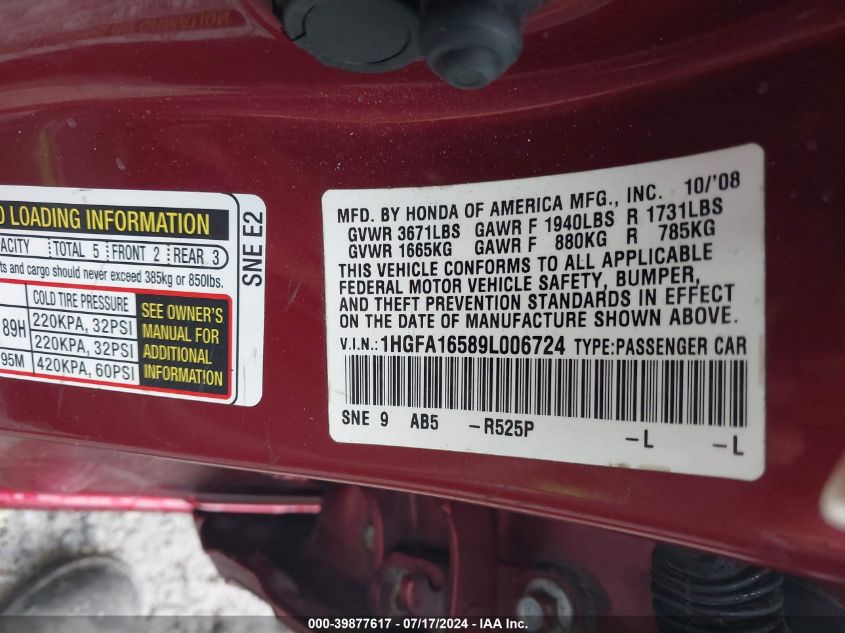 O LOADING INFORMATION
ACITY TOTAL 5 FRONT 2 REAR 3
ts and cargo should never exceed 385kg or 850lbs.
COLD TIRE PRESSURE
89H 220KPA, 32PSI
220KPA, 32PSI
95M 420KPA, 60PSI
SEE OWNER'S
MANUAL FOR
ADDITIONAL
INFORMATION
SNE E2
MFD. BY HONDA OF AMERICA MFG., INC. 10/'08
GVWR 3671LBS GAWR F 1940LBS R 1731LBS
GVWR 1665KG GAWR F 880KG R 785KG
THIS VEHICLE CONFORMS TO ALL APPLICABLE
FEDERAL MOTOR VEHICLE SAFETY, BUMPER,
AND THEFT PREVENTION STANDARDS IN EFFECT
ON THE DATE OF MANUFACTURE SHOWN ABOVE.
V.I.N.: 1HGFA16589L006724 TYPE:PASSENGER CAR
SNE 9 AB5 -R525P -L -L
000-39877617 - 07/17/2024 - IAA Inc.